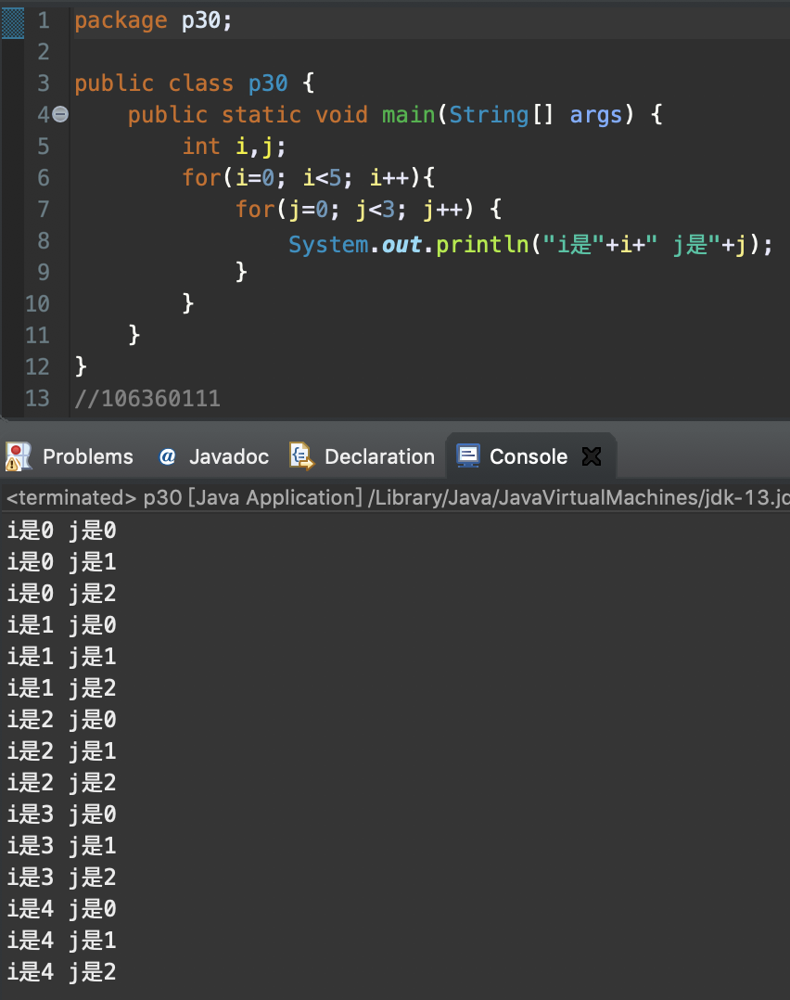 1 package p30;
2
3 public class p30 {
4 public static void main(String[] args) {
5 int i,j;
6 for(i=0; i<5; i++){
7 for(j=0; j<3; j++) {
8 System.out.println("i是"+i+" j是"+j);
9 }
10 }
11 }
12 }
13 //106360111
Problems @ Javadoc Declaration Console
<terminated> p30 [Java Application] /Library/Java/JavaVirtualMachines/jdk-13.jd
i是0 j是0
i是0 j是1
i是0 j是2
i是1 j是0
i是1 j是1
i是1 j是2
i是2 j是0
i是2 j是1
i是2 j是2
i是3 j是0
i是3 j是1
i是3 j是2
i是4 j是0
i是4 j是1
i是4 j是2